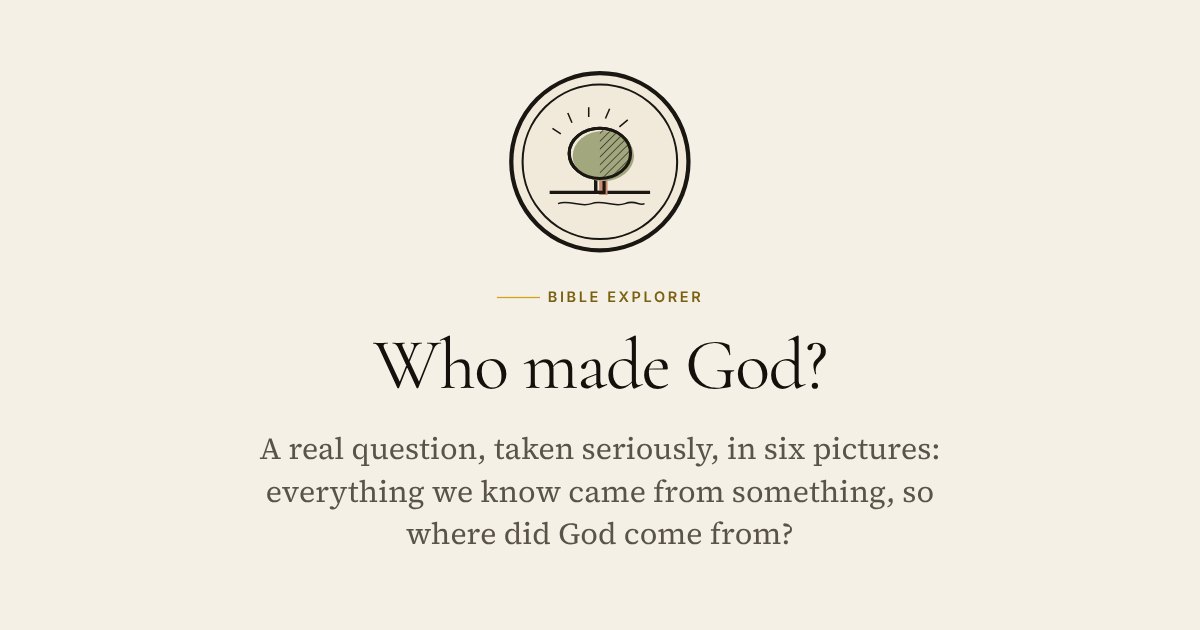 BIBLE EXPLORER
Who made God?
A real question, taken seriously, in six pictures:
everything we know came from something, so
where did God come from?